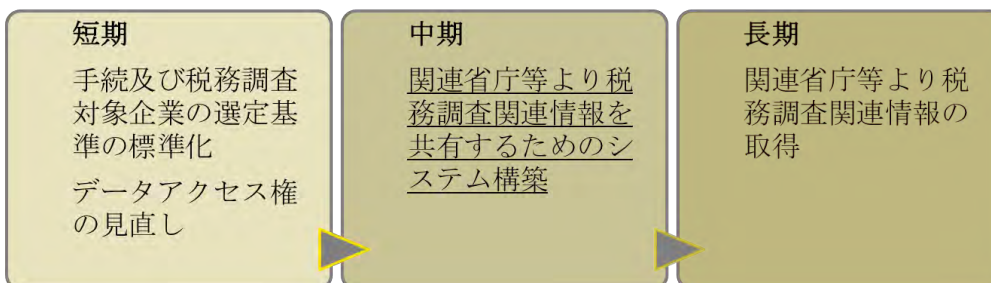 短期
手続及び税務調査
対象企業の選定基
準の標準化
データアクセス権
の見直し
中期
関連省庁等より税
務調査関連情報を
共有するためのシ
ステム構築
長期
関連省庁等より税
務調査関連情報の
取得